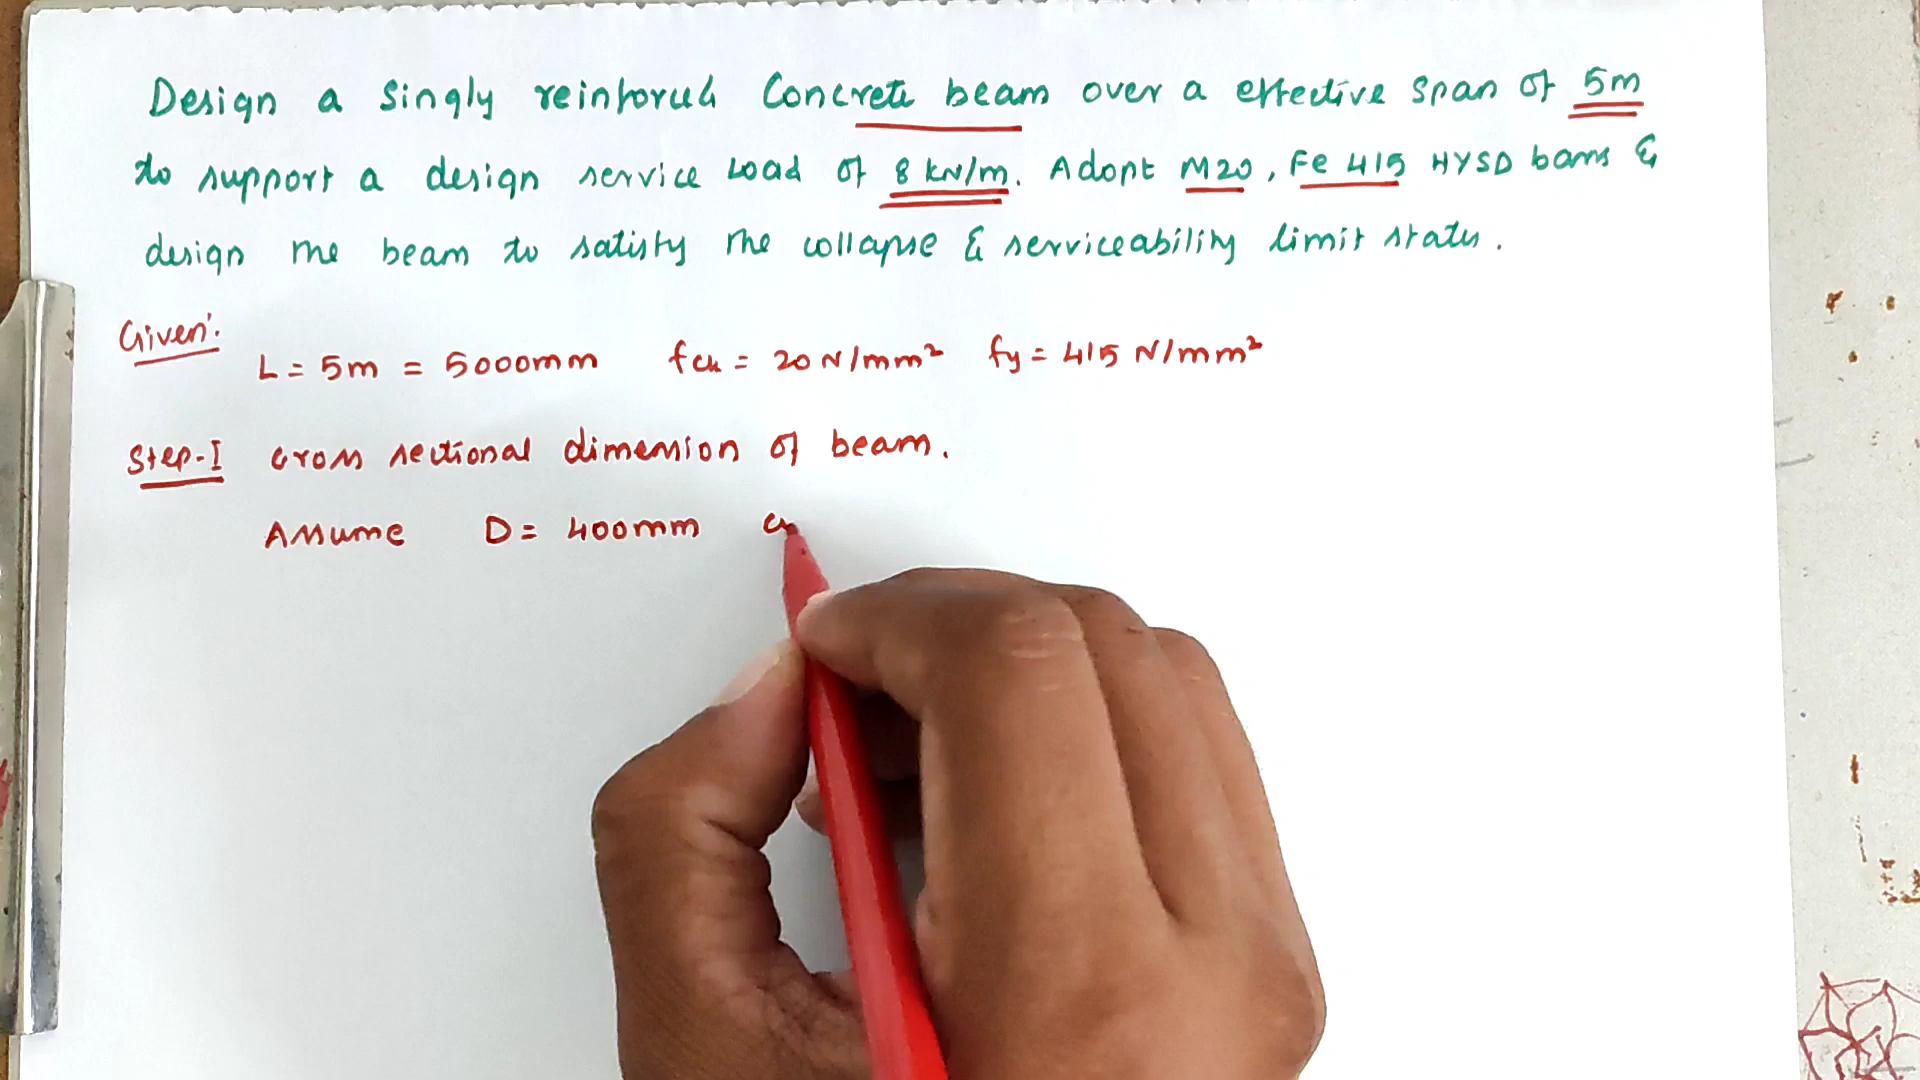 Design a singly reinforced Concrete beam over a effective span of 5m
to support a design service Load of 8 kN/m. Adopt M20, Fe 415 HYSD bars &
design the beam to satisfy the collapse & serviceability limit states.
Given:
L = 5m = 5000mm fck = 20 N/mm² fy = 415 N/mm²
Step-I cross sectional dimension of beam.
Assume D = 400mm